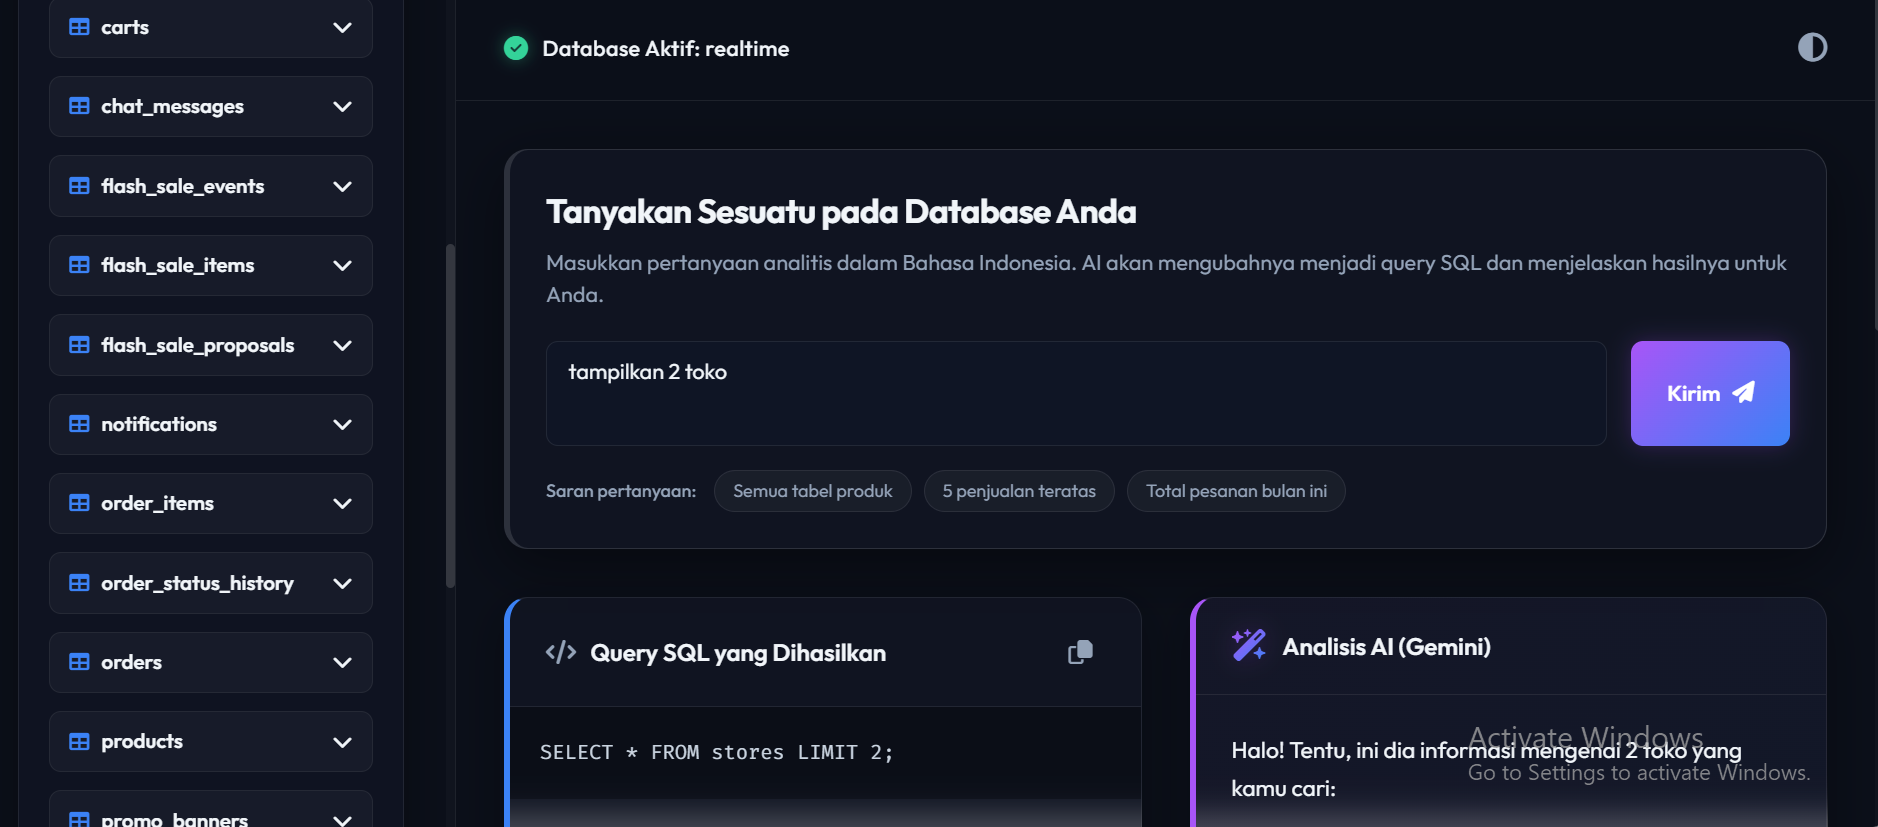 carts
chat_messages
flash_sale_events
flash_sale_items
flash_sale_proposals
notifications
order_items
order_status_history
orders
products
promo_banners
Database Aktif: realtime
Tanyakan Sesuatu pada Database Anda
Masukkan pertanyaan analitis dalam Bahasa Indonesia. AI akan mengubahnya menjadi query SQL dan menjelaskan hasilnya untuk
Anda.
tampilkan 2 toko
Kirim
Saran pertanyaan: Semua tabel produk 5 penjualan teratas Total pesanan bulan ini
Query SQL yang Dihasilkan
SELECT * FROM stores LIMIT 2;
Analisis AI (Gemini)
Halo! Tentu, ini dia informasi mengenai 2 toko yang
kamu cari:
Activate Windows
Go to Settings to activate Windows.